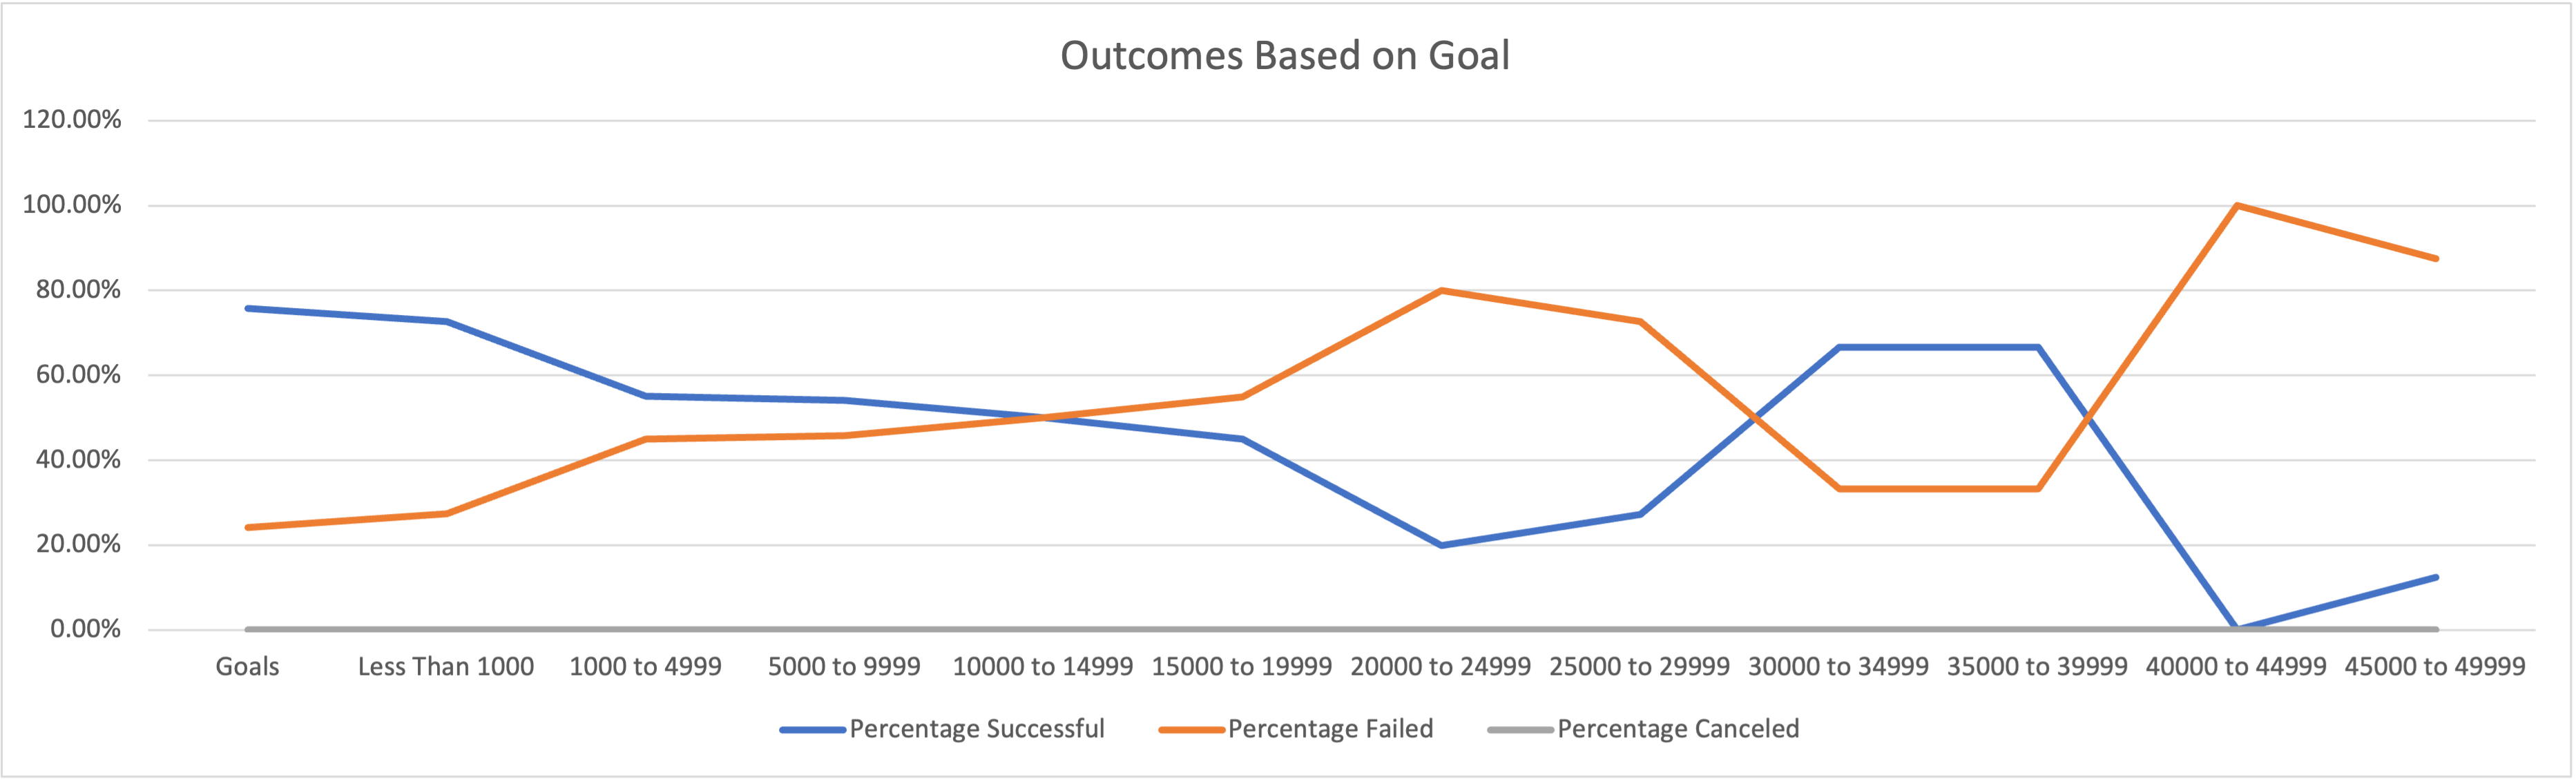 Outcomes Based on Goal
120.00%
100.00%
80.00%
60.00%
40.00%
20.00%
0.00%
Goals Less Than 1000 1000 to 4999 5000 to 9999 10000 to 14999 15000 to 19999 20000 to 24999 25000 to 29999 30000 to 34999 35000 to 39999 40000 to 44999 45000 to 49999
Percentage Successful Percentage Failed Percentage Canceled